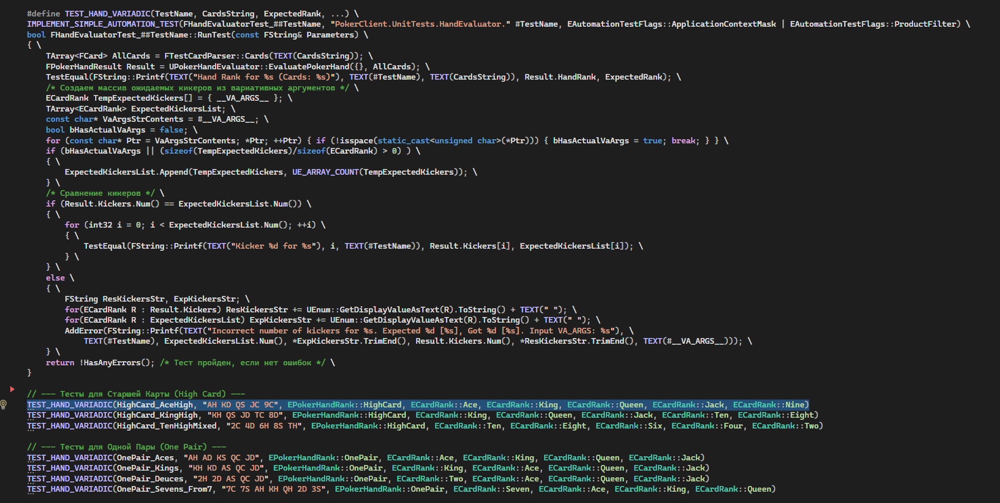 #define TEST_HAND_VARIADIC(TestName, CardsString, ExpectedRank, ...) \
IMPLEMENT_SIMPLE_AUTOMATION_TEST(FHandEvaluatorTest_##TestName, "PokerClient.UnitTests.HandEvaluator." #TestName, EAutomationTestFlags::ApplicationContextMask | EAutomationTestFlags::ProductFilter) \
bool FHandEvaluatorTest_##TestName::RunTest(const FString& Parameters) \
{ \
    TArray<FCard> AllCards = FTestCardParser::Cards(TEXT(CardsString)); \
    FPokerHandResult Result = UPokerHandEvaluator::EvaluatePokerHand({}, AllCards); \
    TestEqual(FString::Printf(TEXT("Hand Rank for %s (Cards: %s)"), TEXT(#TestName), TEXT(CardsString)), Result.HandRank, ExpectedRank); \
    /* Создаем массив ожидаемых кикеров из вариативных аргументов */ \
    ECardRank TempExpectedKickers[] = { __VA_ARGS__ }; \
    TArray<ECardRank> ExpectedKickersList; \
    const char* VaArgsStrContents = #__VA_ARGS__; \
    bool bHasActualVaArgs = false; \
    for (const char* Ptr = VaArgsStrContents; *Ptr; ++Ptr) { if (!isspace(static_cast<unsigned char>(*Ptr))) { bHasActualVaArgs = true; break; } } \
    if (bHasActualVaArgs || (sizeof(TempExpectedKickers)/sizeof(ECardRank) > 0) ) \
    { \
        ExpectedKickersList.Append(TempExpectedKickers, UE_ARRAY_COUNT(TempExpectedKickers)); \
    } \
    /* Сравнение кикеров */ \
    if (Result.Kickers.Num() == ExpectedKickersList.Num()) \
    { \
        for (int32 i = 0; i < ExpectedKickersList.Num(); ++i) \
        { \
            TestEqual(FString::Printf(TEXT("Kicker %d for %s"), i, TEXT(#TestName)), Result.Kickers[i], ExpectedKickersList[i]); \
        } \
    } \
    else \
    { \
        FString ResKickersStr, ExpKickersStr; \
        for(ECardRank R : Result.Kickers) ResKickersStr += UEnum::GetDisplayValueAsText(R).ToString() + TEXT(" "); \
        for(ECardRank R : ExpectedKickersList) ExpKickersStr += UEnum::GetDisplayValueAsText(R).ToString() + TEXT(" "); \
        AddError(FString::Printf(TEXT("Incorrect number of kickers for %s. Expected %d [%s], Got %d [%s]. Input VA_ARGS: %s"), \
            TEXT(#TestName), ExpectedKickersList.Num(), *ExpKickersStr.TrimEnd(), Result.Kickers.Num(), *ResKickersStr.TrimEnd(), TEXT(#__VA_ARGS__))); \
    } \
    return !HasAnyErrors(); /* Тест пройден, если нет ошибок */ \
}
// --- Тесты для Старшей Карты (High Card) ---
TEST_HAND_VARIADIC(HighCard_AceHigh, "AH KD QS JC 9C", EPokerHandRank::HighCard, ECardRank::Ace, ECardRank::King, ECardRank::Queen, ECardRank::Jack, ECardRank::Nine)
TEST_HAND_VARIADIC(HighCard_KingHigh, "KH QS JD TC 8D", EPokerHandRank::HighCard, ECardRank::King, ECardRank::Queen, ECardRank::Jack, ECardRank::Ten, ECardRank::Eight)
TEST_HAND_VARIADIC(HighCard_TenHighMixed, "2C 4D 6H 8S TH", EPokerHandRank::HighCard, ECardRank::Ten, ECardRank::Eight, ECardRank::Six, ECardRank::Four, ECardRank::Two)
// --- Тесты для Одной Пары (One Pair) ---
TEST_HAND_VARIADIC(OnePair_Aces, "AH AD KS QC JD", EPokerHandRank::OnePair, ECardRank::Ace, ECardRank::King, ECardRank::Queen, ECardRank::Jack)
TEST_HAND_VARIADIC(OnePair_Kings, "KH KD AS QC JD", EPokerHandRank::OnePair, ECardRank::King, ECardRank::Ace, ECardRank::Queen, ECardRank::Jack)
TEST_HAND_VARIADIC(OnePair_Deuces, "2H 2D AS QC JD", EPokerHandRank::OnePair, ECardRank::Two, ECardRank::Ace, ECardRank::Queen, ECardRank::Jack)
TEST_HAND_VARIADIC(OnePair_Sevens_From7, "7C 7S AH KH QH 2D 3S", EPokerHandRank::OnePair, ECardRank::Seven, ECardRank::Ace, ECardRank::King, ECardRank::Queen)